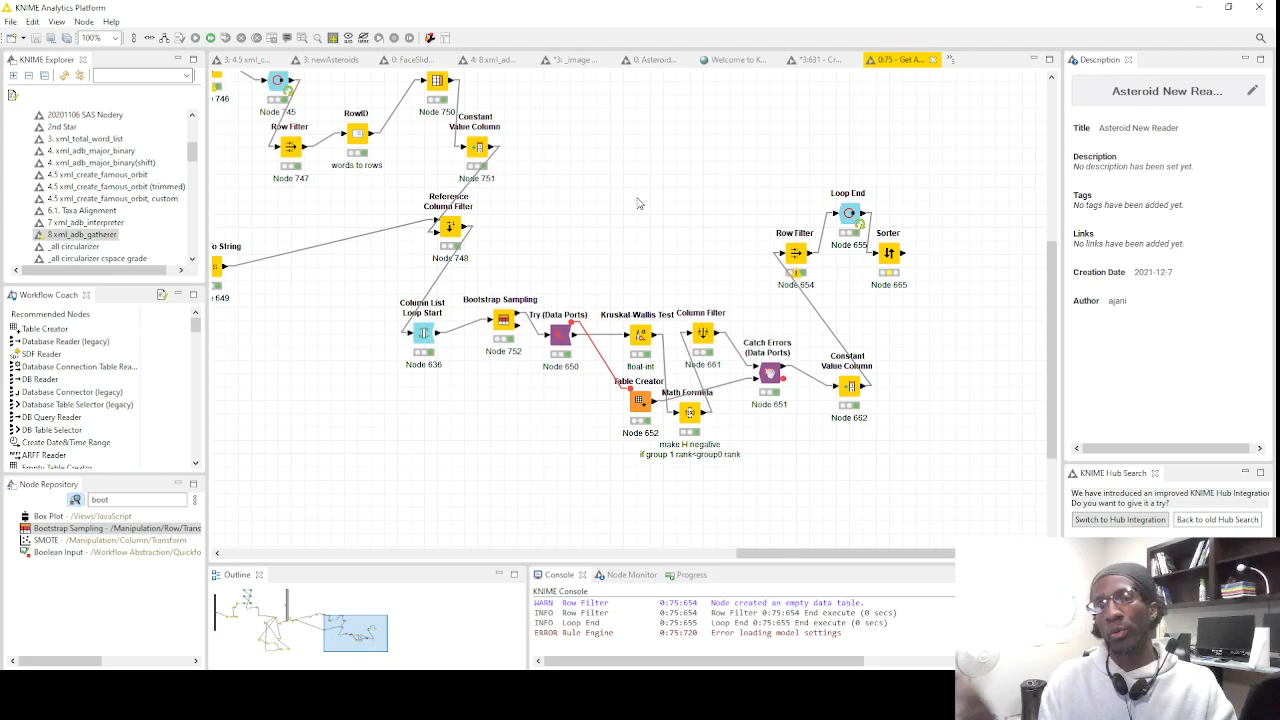 KNIME Analytics Platform
File Edit View Node Help
100%
KNIME Explorer
20201106 SAS Nodery
2nd Star
3. xml_total_word_list
4. xml_adb_major_binary
4. xml_adb_major_binary(shift)
4.5 xml_create_famous_orbit
4.5 xml_create_famous_orbit (trimmed)
4.5 xml_create_famous_orbit, custom
6.1. Taxa Alignment
7 xml_adb_interpreter
8 xml_adb_gatherer
_all circularizer
_all circularizer cspace grade
Workflow Coach
Recommended Nodes
Table Creator
Database Reader (legacy)
SDF Reader
Database Connection Table Rea...
DB Reader
Database Connector (legacy)
Database Table Selector (legacy)
DB Query Reader
DB Table Selector
Create Date&Time Range
ARFF Reader
Empty Table Creator
Node Repository
boot
Box Plot - /Views/JavaScript
Bootstrap Sampling - /Manipulation/Row/Trans
SMOTE - /Manipulation/Column/Transform
Boolean Input - /Workflow Abstraction/Quickfo
3: 4.5 xml_c...
3: newAsteroids
0: FaceSlid...
4: 8 xml_ad...
*3: _image ...
0: Asteroid...
Welcome to K...
*3:631 - Cr...
0:75 - Get A...
746
Node 745
Node 750
Row Filter
Node 747
RowID
words to rows
Constant
Value Column
Node 751
Reference
Column Filter
Node 748
o String
649
Column List
Loop Start
Node 636
Bootstrap Sampling
Node 752
Try (Data Ports)
Node 650
Kruskal-Wallis Test
float-int
Column Filter
Node 661
Table Creator
Node 652
Math Formula
make H negative
if group 1 rank<group0 rank
Catch Errors
(Data Ports)
Node 651
Constant
Value Column
Node 662
Row Filter
Node 654
Loop End
Node 655
Sorter
Node 665
Outline
Console
Node Monitor
Progress
KNIME Console
WARN Row Filter 0:75:654 Node created an empty data table.
INFO Row Filter 0:75:654 Row Filter 0:75:654 End execute (0 secs)
INFO Loop End 0:75:655 Loop End 0:75:655 End execute (0 secs)
ERROR Rule Engine 0:75:720 Error loading model settings
Description
Asteroid New Rea...
Title Asteroid New Reader
Description
No description has been set yet.
Tags
No tags have been added yet.
Links
No links have been added yet.
Creation Date 2021-12-7
Author ajani
KNIME Hub Search
We have introduced an improved KNIME Hub Integration
Do you want to give it a try?
Switch to Hub Integration
Back to old Hub Search